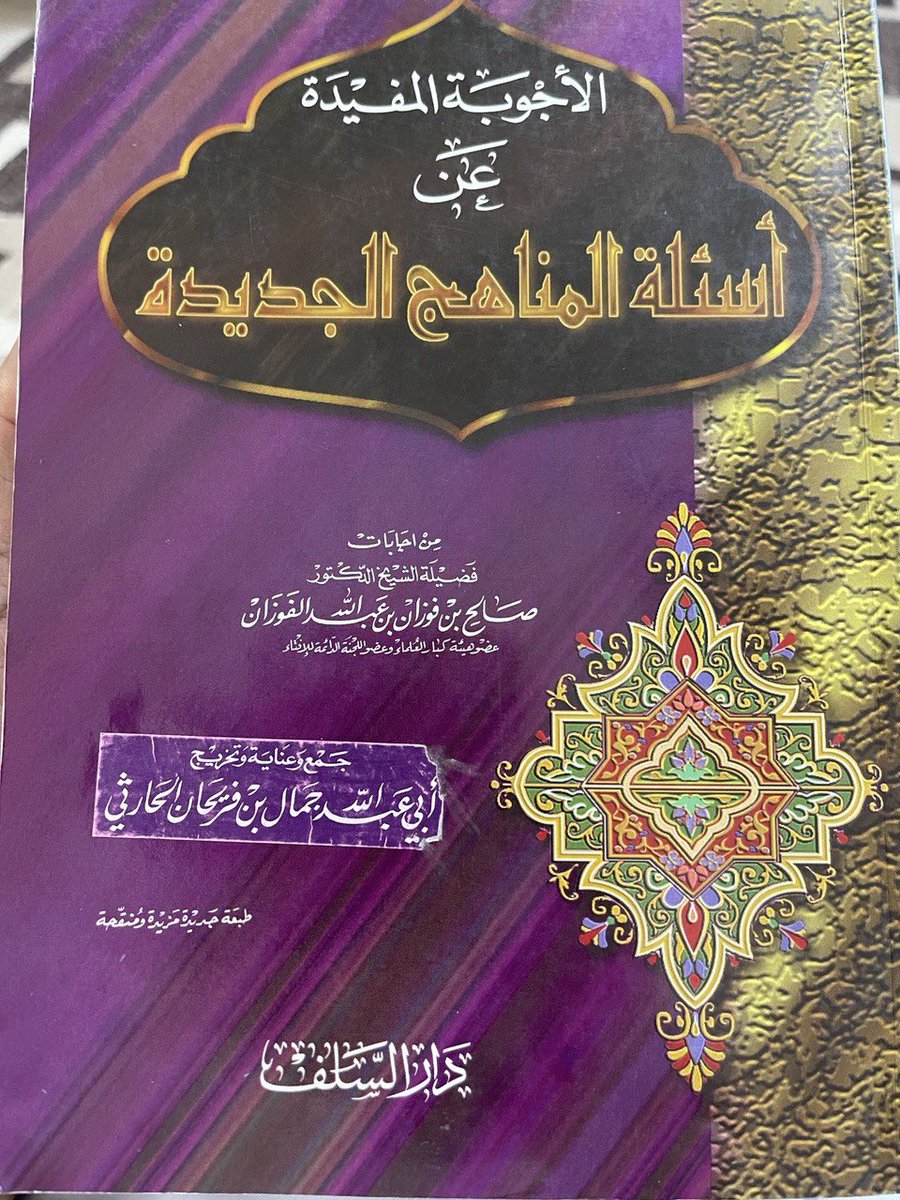 الأجوبة المفيدة
عن
أسئلة المناهج الجديدة
من اجابات
فضيلة الشيخ الدكتور
صالح بن فوزان بن عبد الله الفوزان
عضو هيئة كبار العلماء وعضو اللجنة الدائمة للإفتاء
جمع وعناية وتخريج
أبي عبد الله جمال بن فريحان الحارثي
طبعة جديدة مزيدة ومنقحة
دار السلف